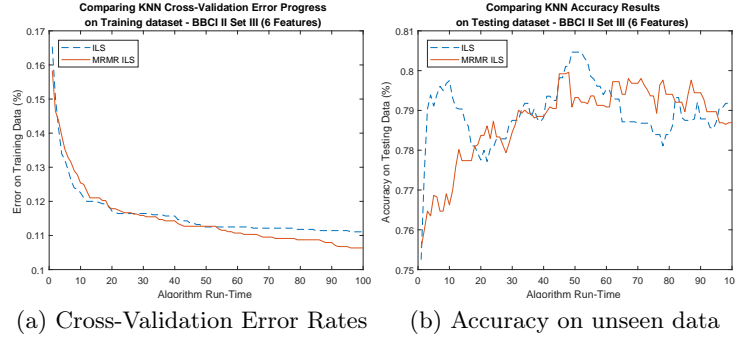 Comparing KNN Cross-Validation Error Progress
on Training dataset - BBCI II Set III (6 Features)
0.17
0.16
0.15
0.14
0.13
0.12
0.11
0.1
Error on Training Data (%)
ILS
MRMR ILS
0 10 20 30 40 50 60 70 80 90 100
Algorithm Run-Time
(a) Cross-Validation Error Rates
Comparing KNN Accuracy Results
on Testing dataset - BBCI II Set III (6 Features)
0.81
0.8
0.79
0.78
0.77
0.76
0.75
Accuracy on Testing Data (%)
ILS
MRMR ILS
0 10 20 30 40 50 60 70 80 90 100
Algorithm Run-Time
(b) Accuracy on unseen data